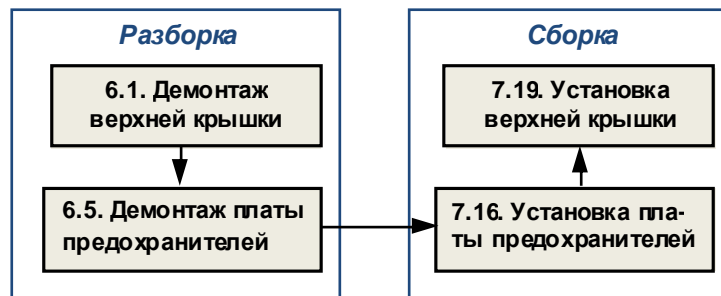 Разборка
6.1. Демонтаж
верхней крышки
6.5. Демонтаж платы
предохранителей
Сборка
7.19. Установка
верхней крышки
7.16. Установка пла-
ты предохранителей